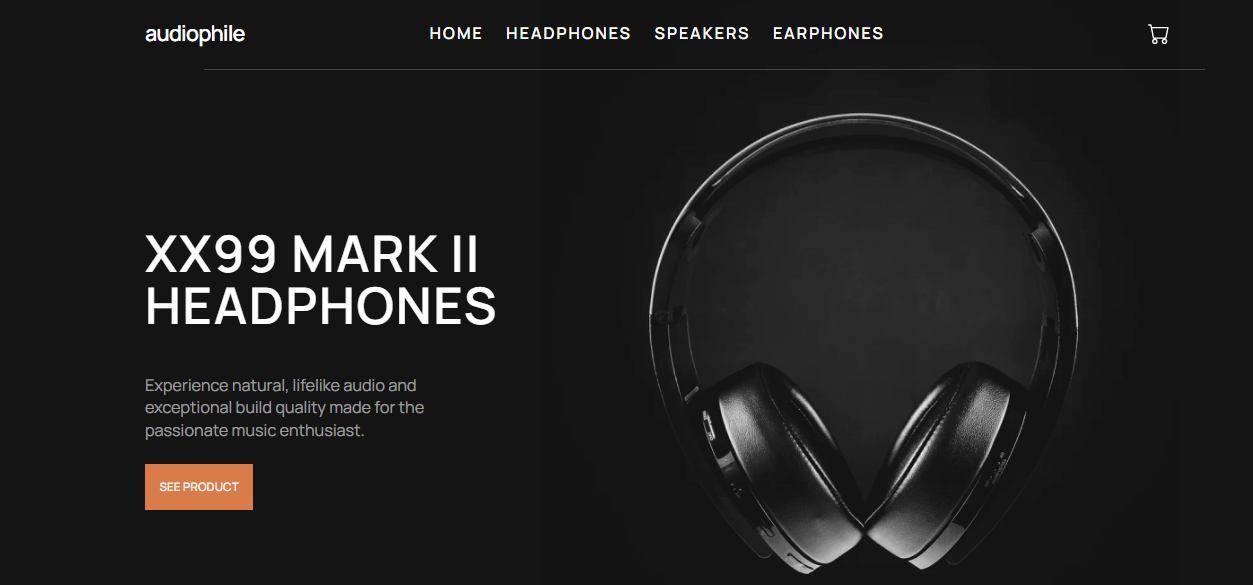 audiophile
HOME HEADPHONES SPEAKERS EARPHONES
XX99 MARK II
HEADPHONES
Experience natural, lifelike audio and
exceptional build quality made for the
passionate music enthusiast.
SEE PRODUCT